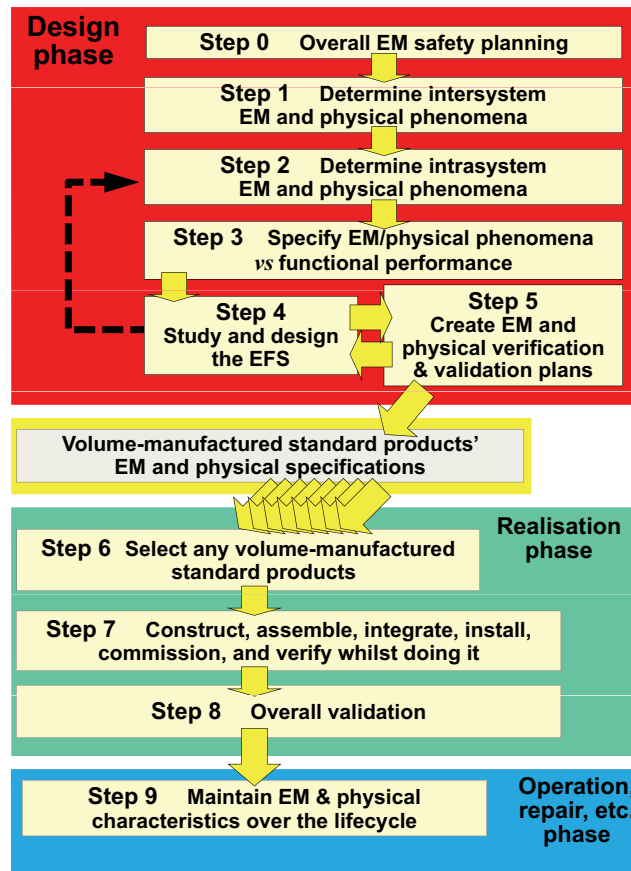 Design
phase
Step 0 Overall EM safety planning
Step 1 Determine intersystem
EM and physical phenomena
Step 2 Determine intrasystem
EM and physical phenomena
Step 3 Specify EM/physical phenomena
vs functional performance
Step 4
Study and design
the EFS
Step 5
Create EM and
physical verification
& validation plans
Volume-manufactured standard products’
EM and physical specifications
Realisation
phase
Step 6 Select any volume-manufactured
standard products
Step 7 Construct, assemble, integrate, install,
commission, and verify whilst doing it
Step 8 Overall validation
Operation,
repair, etc.
phase
Step 9 Maintain EM & physical
characteristics over the lifecycle